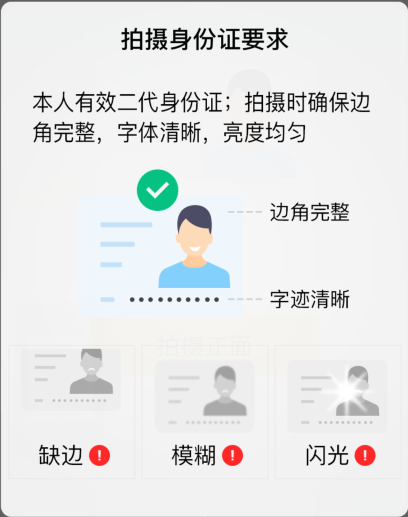 拍摄身份证要求
本人有效二代身份证；拍摄时确保边
角完整，字体清晰，亮度均匀
边角完整
字迹清晰
拍摄正面
缺边
模糊
闪光